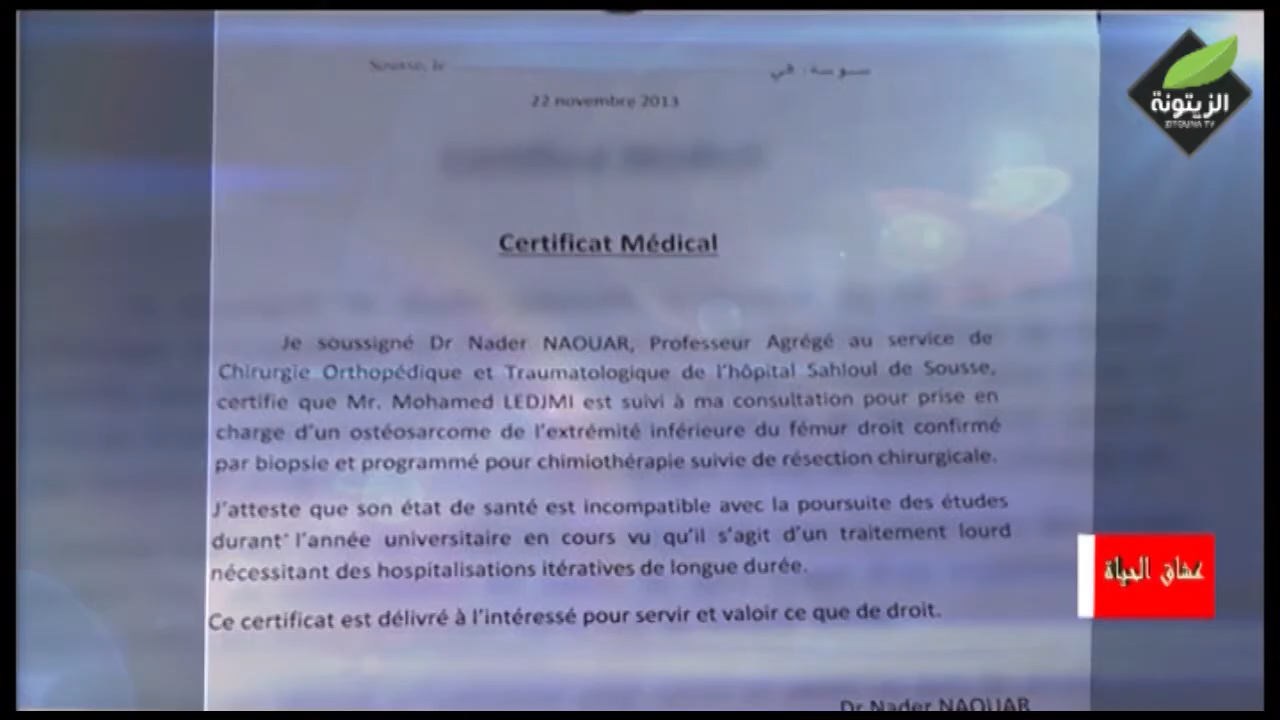 Sousse, le
سوسة، في
الزيتونة
ZITOUNA TV
22 novembre 2013
Certificat Médical
Certificat Médical
Je soussigné Dr Nader NAOUAR, Professeur Agrégé au service de
Chirurgie Orthopédique et Traumatologique de l'hôpital Sahloul de Sousse,
certifie que Mr. Mohamed LEDJMI est suivi à ma consultation pour prise en
charge d'un ostéosarcome de l'extrémité inférieure du fémur droit confirmé
par biopsie et programmé pour chimiothérapie suivie de résection chirurgicale.
J'atteste que son état de santé est incompatible avec la poursuite des études
durant l'année universitaire en cours vu qu'il s'agit d'un traitement lourd
nécessitant des hospitalisations itératives de longue durée.
عشاق الحياة
Ce certificat est délivré à l'intéressé pour servir et valoir ce que de droit.
Dr Nader NAOUAR